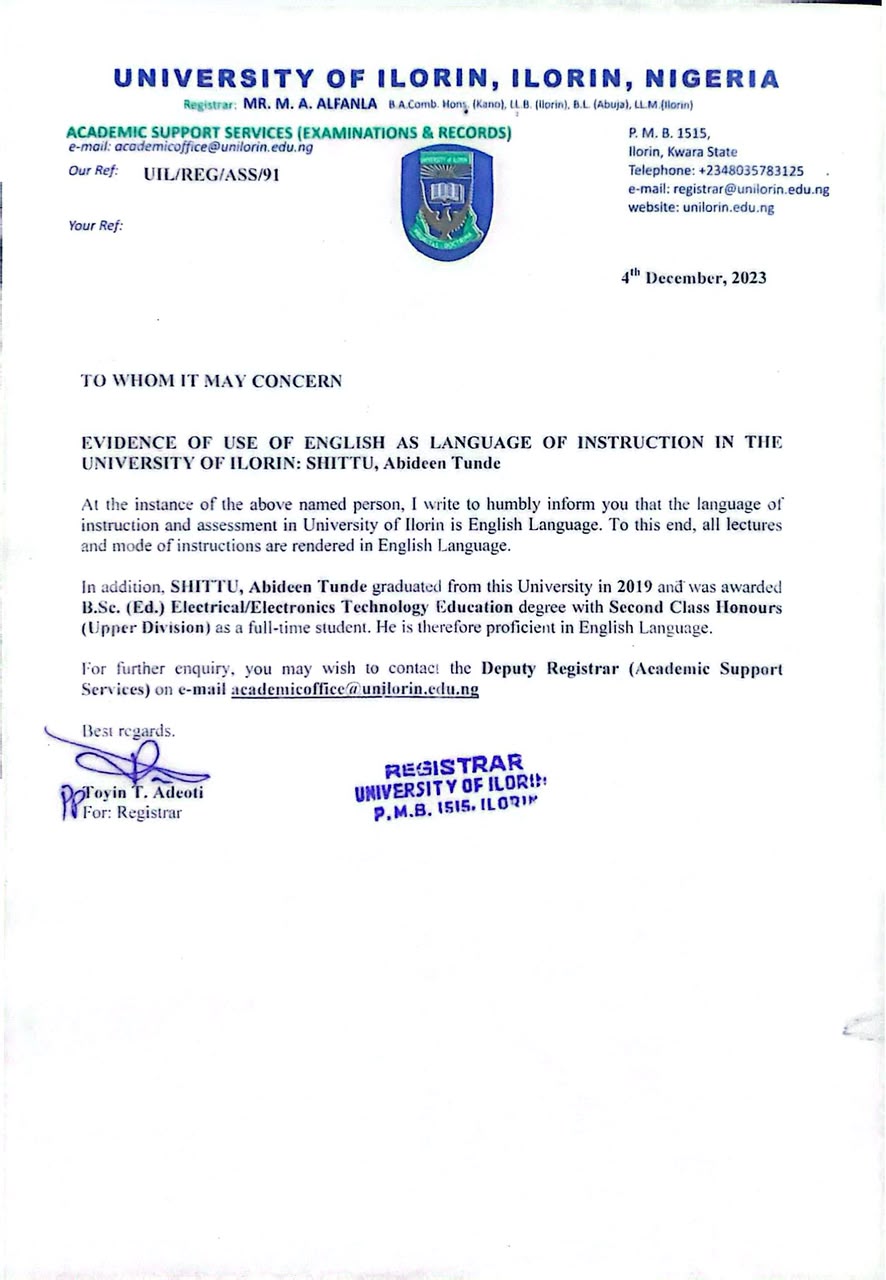 UNIVERSITY OF ILORIN, ILORIN, NIGERIA
Registrar: MR. M. A. ALFANLA B.A.Comb. Hons. (Kano), LL.B. (Ilorin), B.L. (Abuja), LL.M.(Ilorin)
ACADEMIC SUPPORT SERVICES (EXAMINATIONS & RECORDS)
e-mail: academicoffice@unilorin.edu.ng
Our Ref: UIL/REG/ASS/91
Your Ref:
P. M. B. 1515,
Ilorin, Kwara State
Telephone: +2348035783125
e-mail: registrar@unilorin.edu.ng
website: unilorin.edu.ng
UNIVERSITY OF ILORIN
4th December, 2023
TO WHOM IT MAY CONCERN
EVIDENCE OF USE OF ENGLISH AS LANGUAGE OF INSTRUCTION IN THE
UNIVERSITY OF ILORIN: SHITTU, Abideen Tunde
At the instance of the above named person, I write to humbly inform you that the language of
instruction and assessment in University of Ilorin is English Language. To this end, all lectures
and mode of instructions are rendered in English Language.
In addition, SHITTU, Abideen Tunde graduated from this University in 2019 and was awarded
B.Sc. (Ed.) Electrical/Electronics Technology Education degree with Second Class Honours
(Upper Division) as a full-time student. He is therefore proficient in English Language.
For further enquiry, you may wish to contact the Deputy Registrar (Academic Support
Services) on e-mail academicoffice@unilorin.edu.ng
Best regards.
PP Toyin T. Adeoti
For: Registrar
REGISTRAR
UNIVERSITY OF ILORIN
P.M.B. 1515, ILORIN